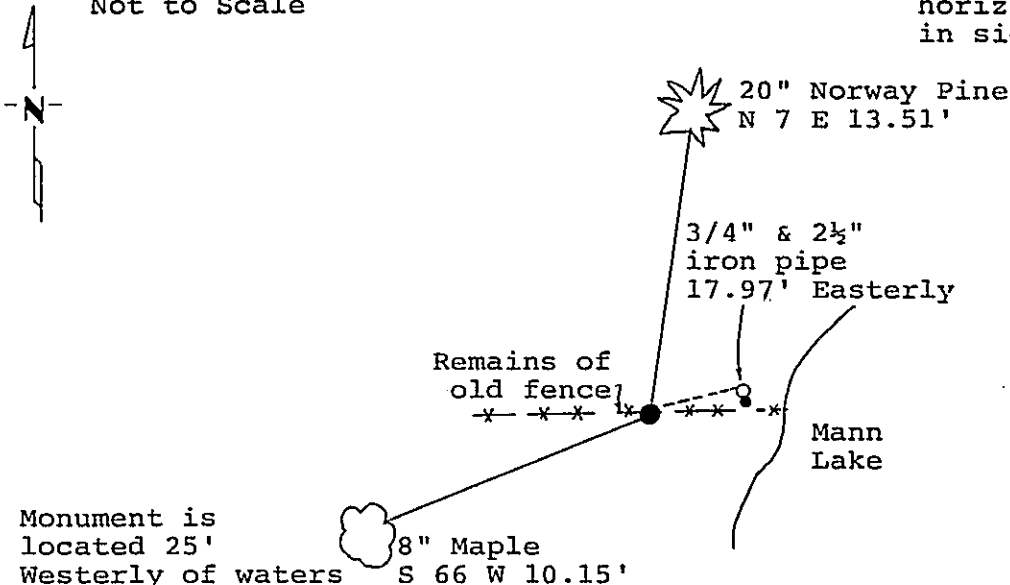 Not to Scale
N
20" Norway Pine
N 7 E 13.51'
3/4" & 2½"
iron pipe
17.97' Easterly
Remains of
old fence
Mann
Lake
Monument is
located 25'
Westerly of waters
8" Maple
S 66 W 10.15'